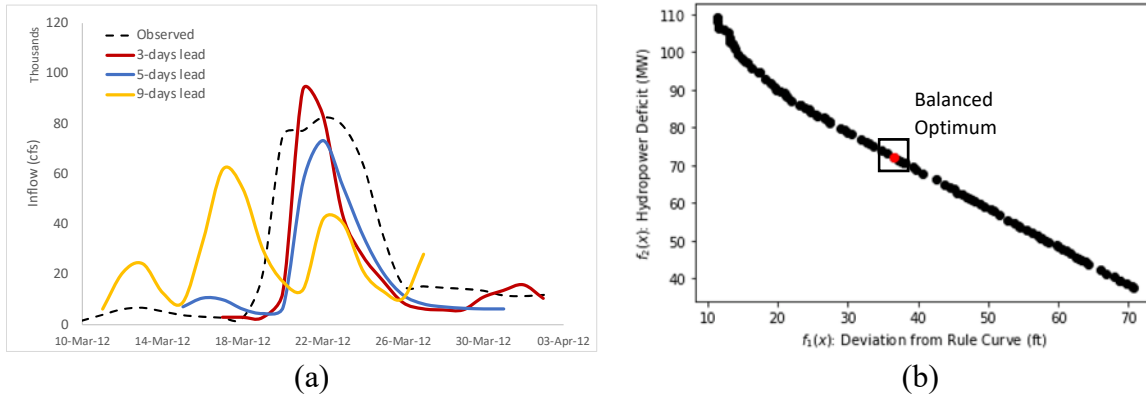 120
100
80
60
40
20
0
Thousands
Inflow (cfs)
Observed
3-days lead
5-days lead
9-days lead
10-Mar-12 14-Mar-12 18-Mar-12 22-Mar-12 26-Mar-12 30-Mar-12 03-Apr-12
(a)
110
100
90
80
70
60
50
40
f₂(x): Hydropower Deficit (MW)
Balanced
Optimum
10 20 30 40 50 60 70
f₁(x): Deviation from Rule Curve (ft)
(b)